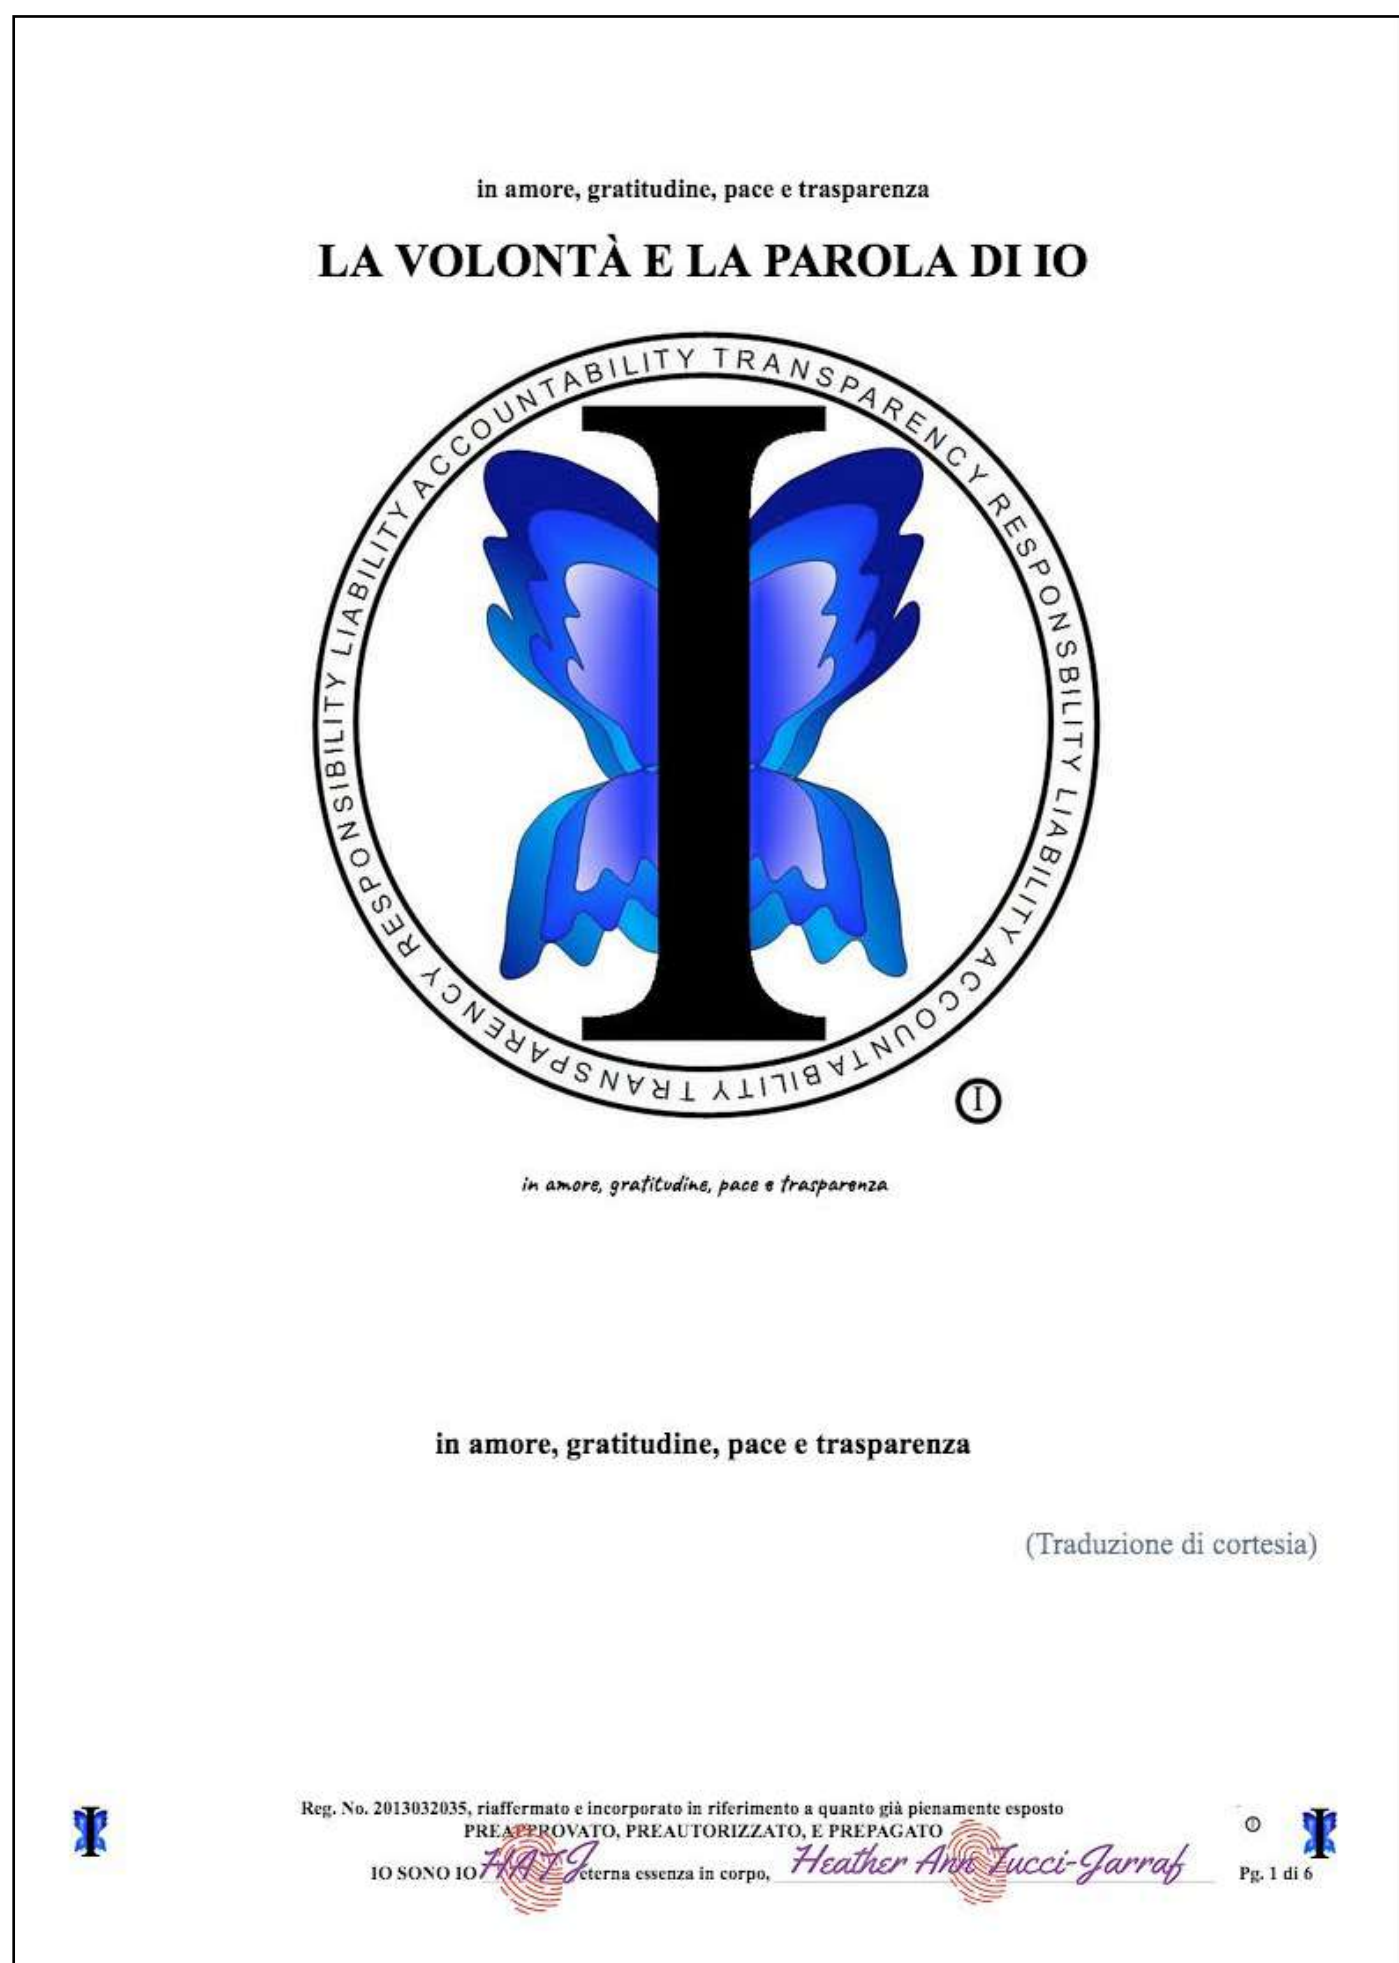 in amore, gratitudine, pace e trasparenza
LA VOLONTÀ E LA PAROLA DI IO
ACCOUNTABILITY TRANSPARENCY RESPONSBILITY LIABILITY ACCOUNTABILITY TRANSPARENCY RESPONSIBILITY LIABILITY
I
I
in amore, gratitudine, pace e trasparenza
in amore, gratitudine, pace e trasparenza
(Traduzione di cortesia)
Reg. No. 2013032035, riaffermato e incorporato in riferimento a quanto già pienamente esposto
PREAPPROVATO, PREAUTORIZZATO, E PREPAGATO
I
I
I
IO SONO IO HATJ eterna essenza in corpo, Heather Ann Tucci-Jarraf Pg. 1 di 6